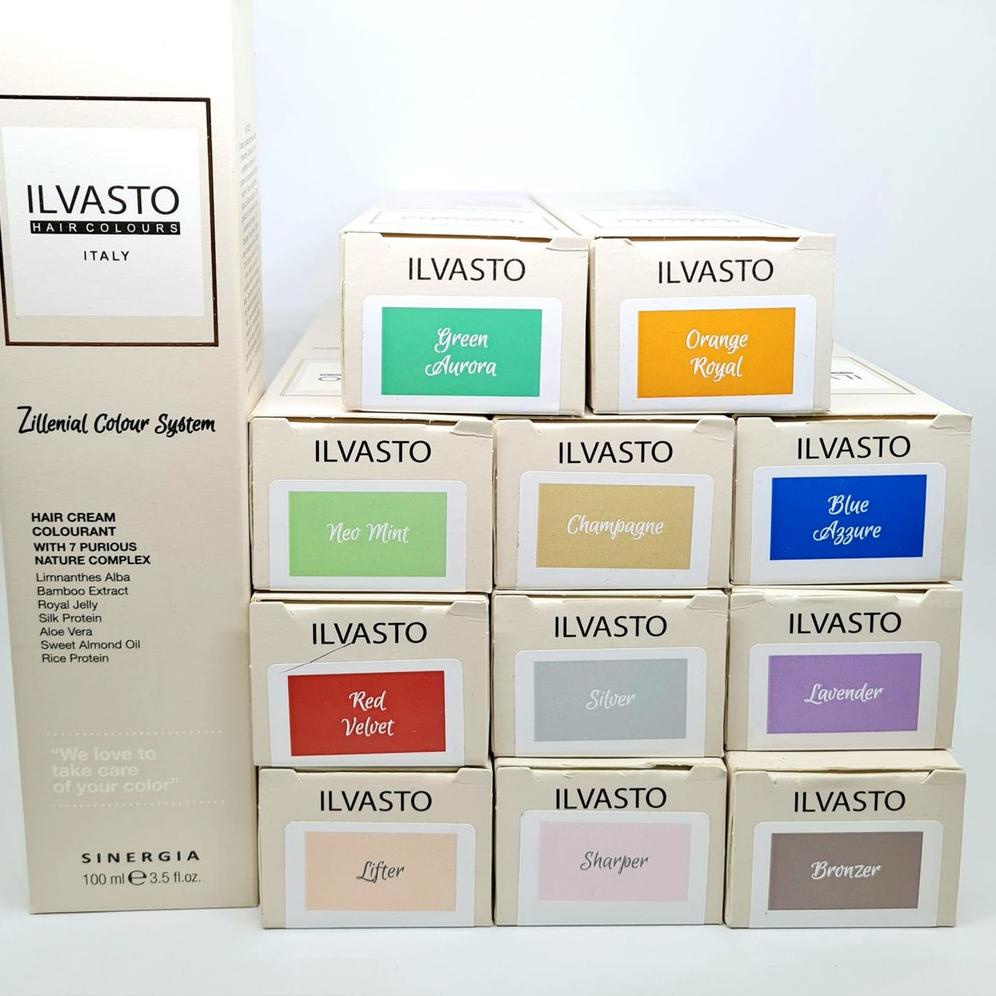 ILVASTO
HAIR COLOURS
ITALY
Zillenial Colour System
HAIR CREAM
COLOURANT
WITH 7 PURIOUS
NATURE COMPLEX
Limnanthes Alba
Bamboo Extract
Royal Jelly
Silk Protein
Aloe Vera
Sweet Almond Oil
Rice Protein
"We love to
take care
of your color"
SINERGIA
100 ml ℮ 3.5 fl.oz.
ILVASTO
Green
Aurora
ILVASTO
Orange
Royal
ILVASTO
Neo Mint
ILVASTO
Champagne
ILVASTO
Blue
Azzure
ILVASTO
Red
Velvet
ILVASTO
Silver
ILVASTO
Lavender
ILVASTO
Lifter
ILVASTO
Sharper
ILVASTO
Bronzer